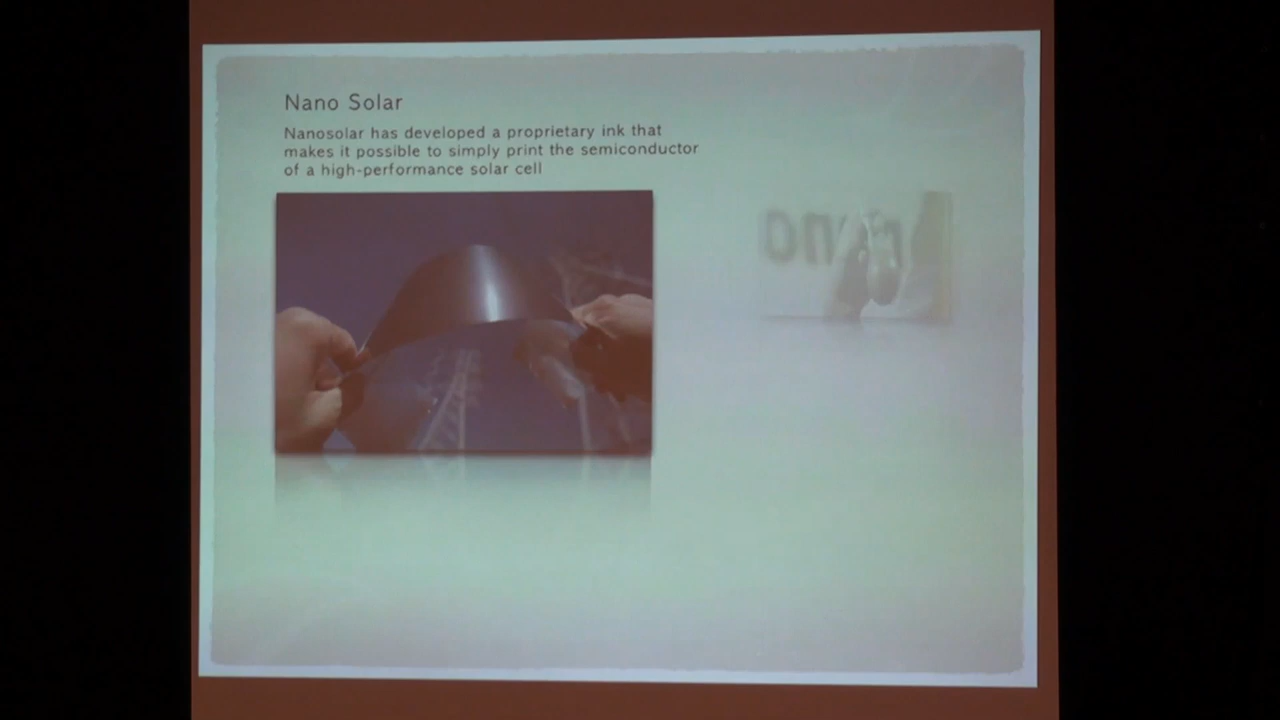 Nano Solar
Nanosolar has developed a proprietary ink that
makes it possible to simply print the semiconductor
of a high-performance solar cell